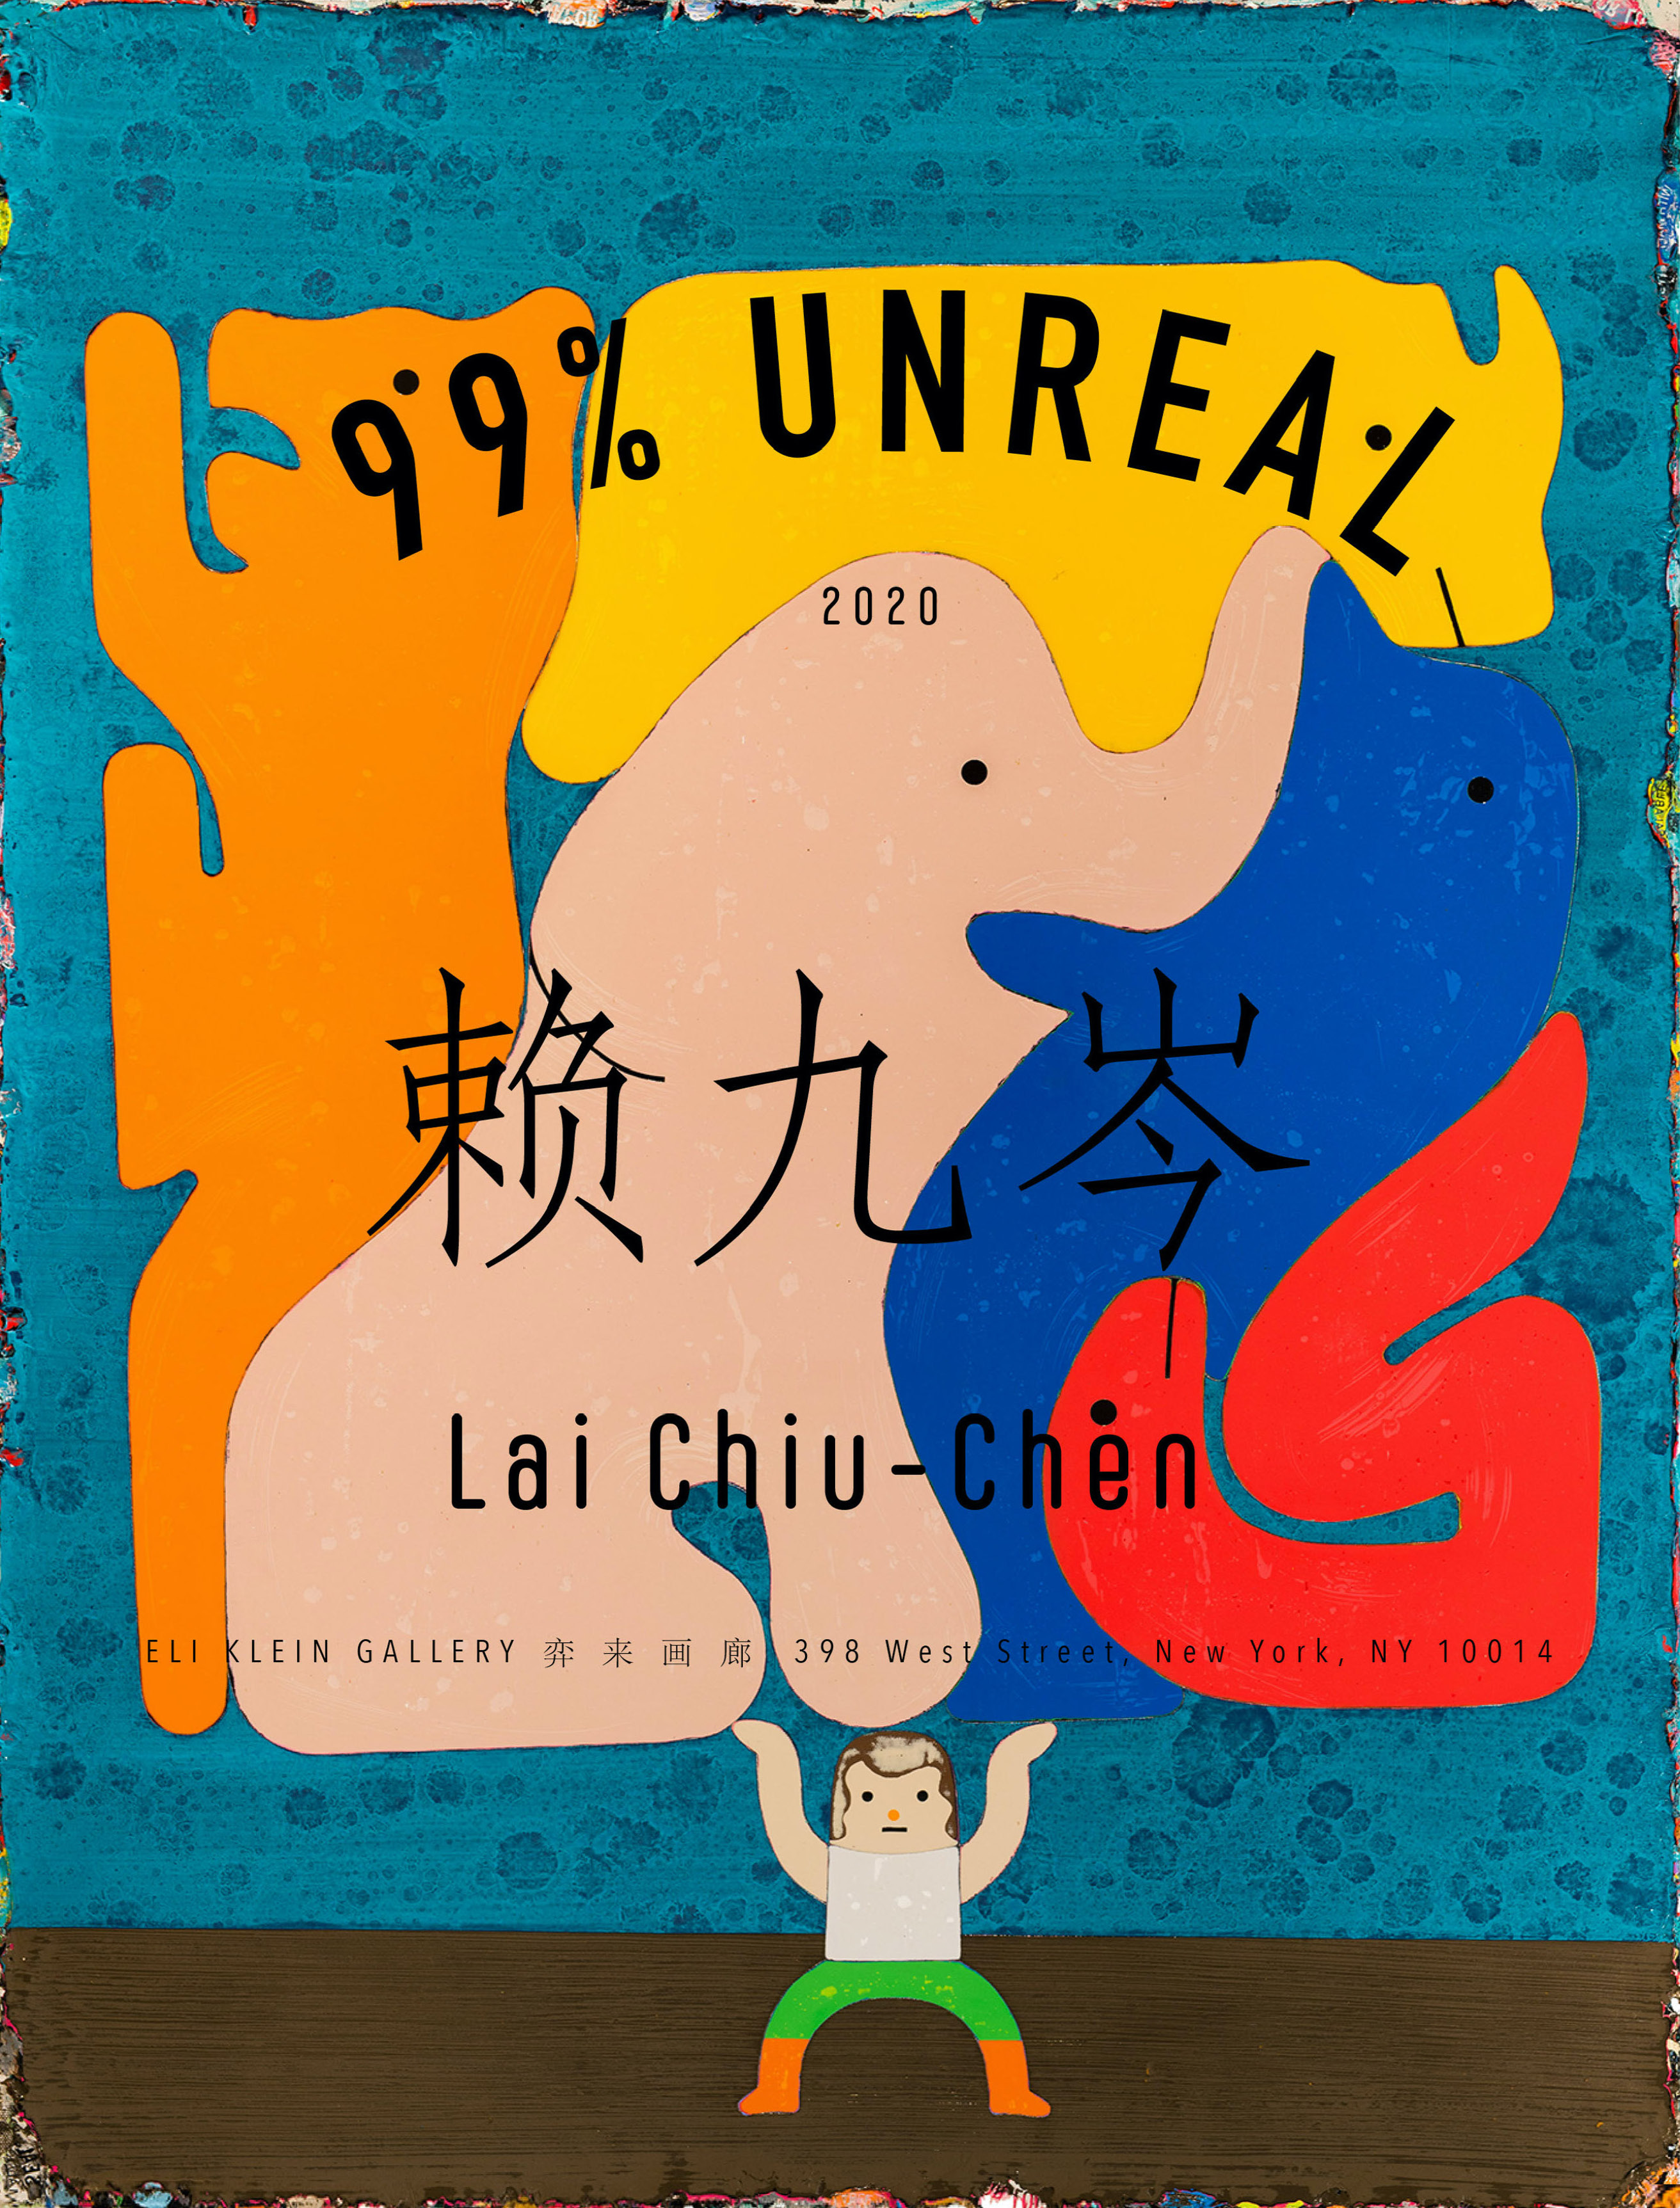 99% UNREAL
2020
赖九岑
Lai Chiu-Chen
ELI KLEIN GALLERY 弈来画廊 398 West Street, New York, NY 10014